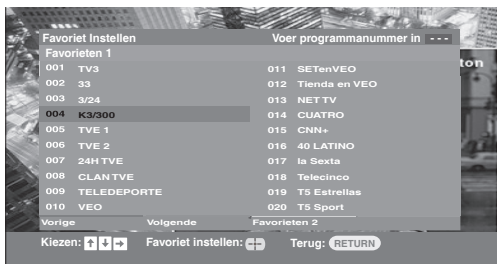 Favoriet Instellen Voer programmanummer in ---
Favorieten 1
001 TV3 011 SETenVEO
002 33 012 Tienda en VEO
003 3/24 013 NET TV
004 K3/300 014 CUATRO
005 TVE 1 015 CNN+
006 TVE 2 016 40 LATINO
007 24H TVE 017 la Sexta
008 CLAN TVE 018 Telecinco
009 TELEDEPORTE 019 T5 Estrellas
010 VEO 020 T5 Sport
Vorige Volgende Favorieten 2
Kiezen: ↑ ↓ → Favoriet instellen: Terug: RETURN
ton